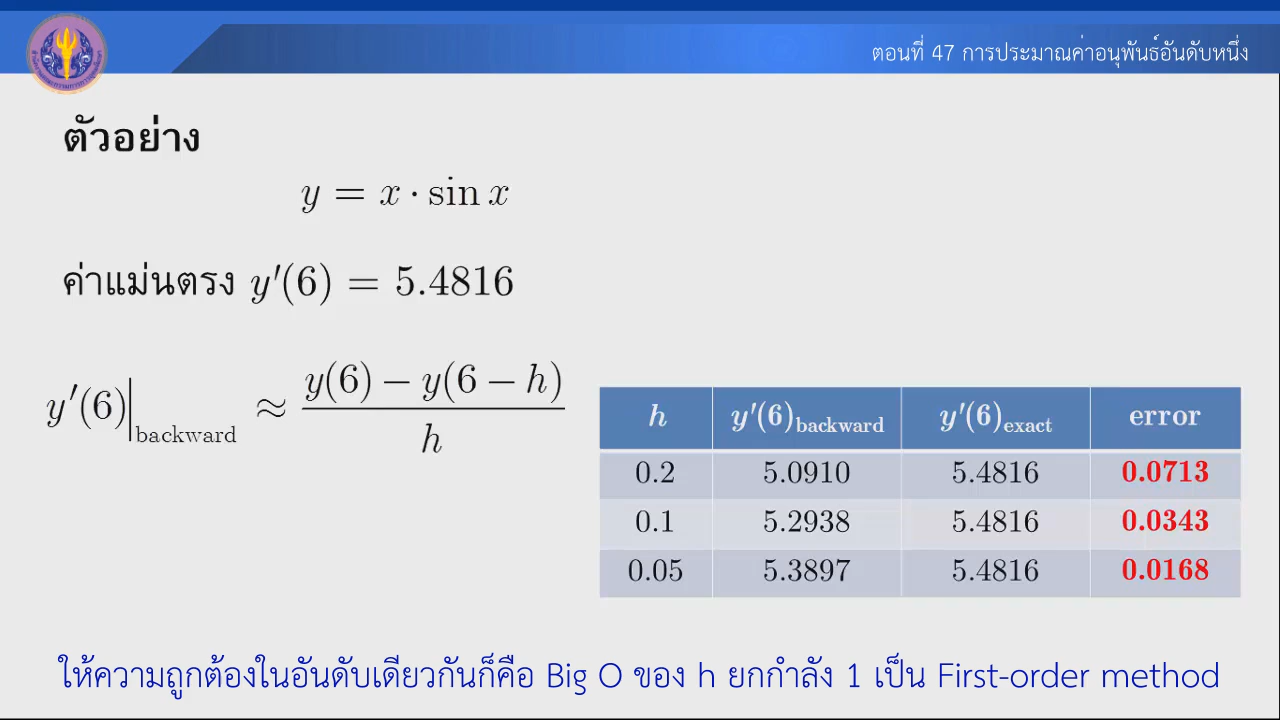 ตอนที่ 47 การประมาณค่าอนุพันธ์อันดับหนึ่ง
ตัวอย่าง
y = x · sin x
ค่าแม่นตรง y′(6) = 5.4816
y′(6)|backward ≈ (y(6) − y(6 − h)) / h
h y′(6)backward y′(6)exact error
0.2 5.0910 5.4816 0.0713
0.1 5.2938 5.4816 0.0343
0.05 5.3897 5.4816 0.0168
ให้ความถูกต้องในอันดับเดียวกันก็คือ Big O ของ h ยกกำลัง 1 เป็น First-order method